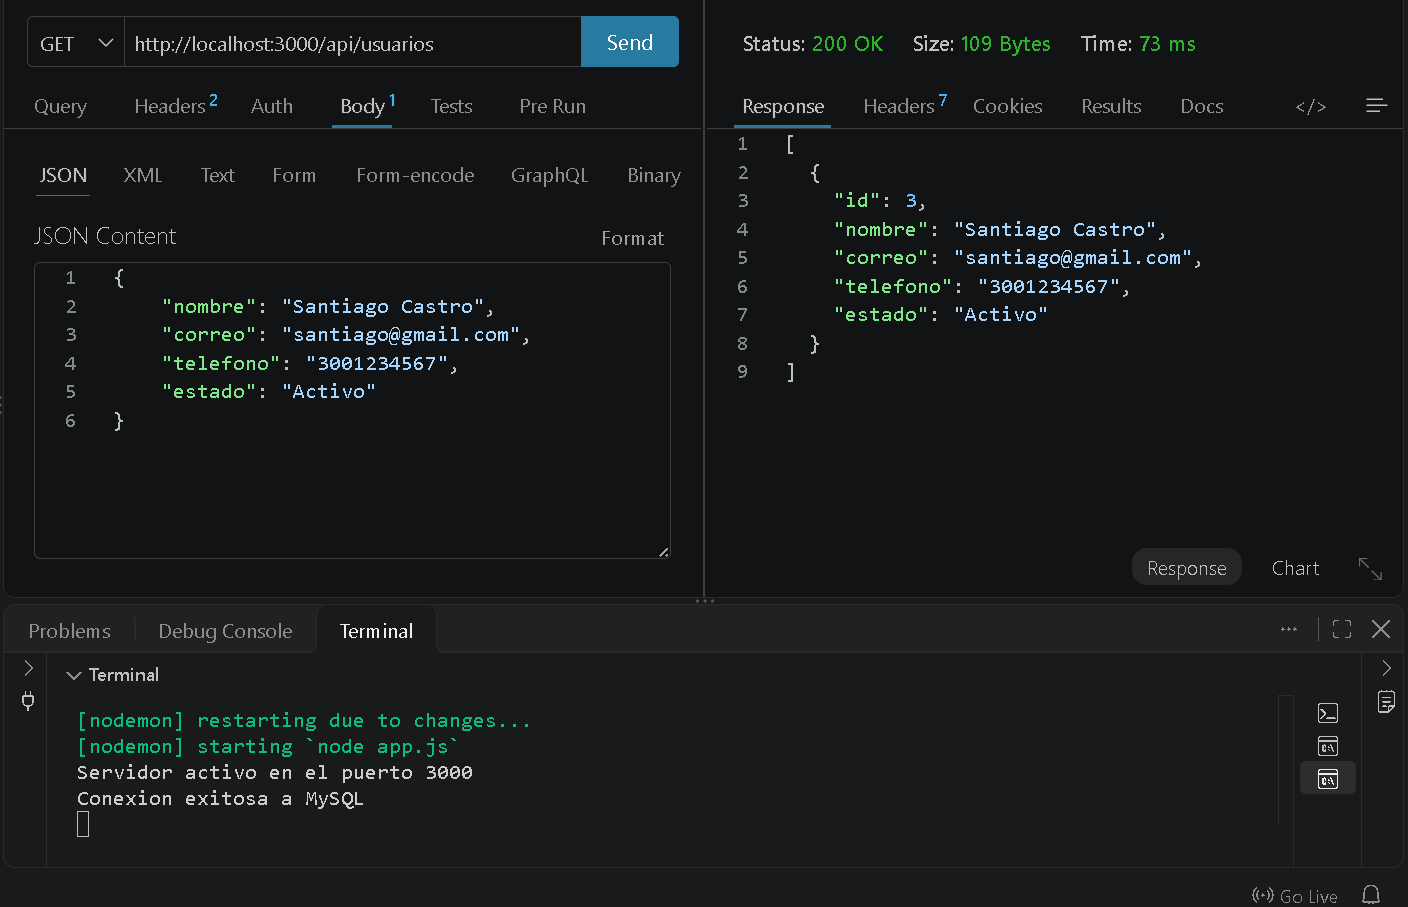 GET http://localhost:3000/api/usuarios Send
Query Headers 2 Auth Body 1 Tests Pre Run
JSON XML Text Form Form-encode GraphQL Binary
JSON Content Format
1 {
2 "nombre": "Santiago Castro",
3 "correo": "santiago@gmail.com",
4 "telefono": "3001234567",
5 "estado": "Activo"
6 }
Status: 200 OK Size: 109 Bytes Time: 73 ms
Response Headers 7 Cookies Results Docs </>
1 [
2 {
3 "id": 3,
4 "nombre": "Santiago Castro",
5 "correo": "santiago@gmail.com",
6 "telefono": "3001234567",
7 "estado": "Activo"
8 }
9 ]
Response Chart
Problems Debug Console Terminal
Terminal
[nodemon] restarting due to changes...
[nodemon] starting `node app.js`
Servidor activo en el puerto 3000
Conexion exitosa a MySQL
Go Live